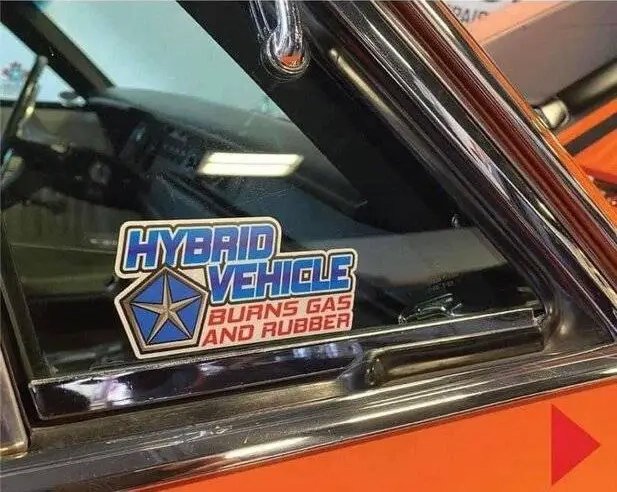 HYBRID
VEHICLE
BURNS GAS
AND RUBBER